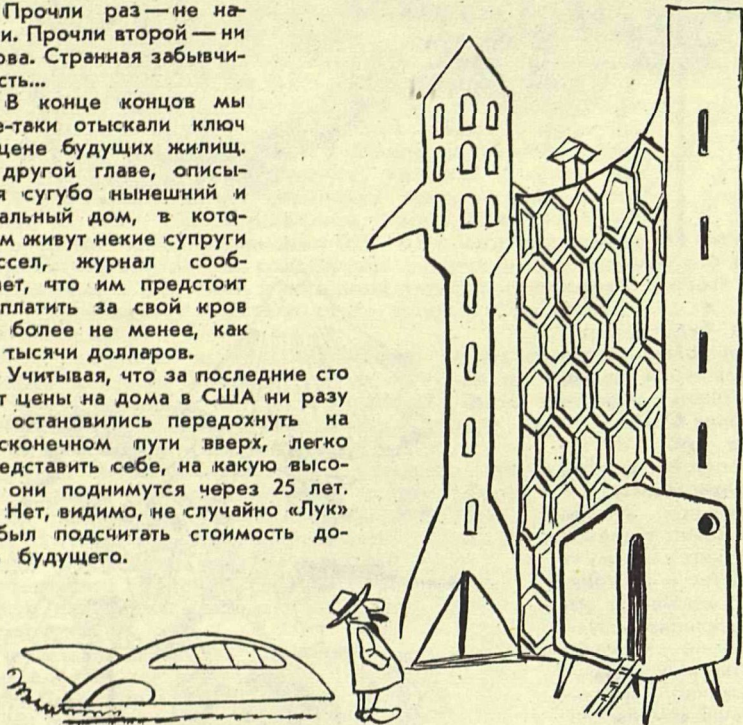 Прочли раз — не на-
и. Прочли второй — ни
ова. Странная забывчи-
сть...
В конце концов мы
е-таки отыскали ключ
цене будущих жилищ.
другой главе, описы-
я сугубо нынешний и
альный дом, в кото-
м живут некие супруги
ссел, журнал сооб-
ает, что им предстоит
платить за свой кров
более не менее, как
тысячи долларов.
Учитывая, что за последние сто
т цены на дома в США ни разу
остановились передохнуть на
сконечном пути вверх, легко
едставить себе, на какую высо-
они поднимутся через 25 лет.
Нет, видимо, не случайно «Лук»
был подсчитать стоимость до-
будущего.